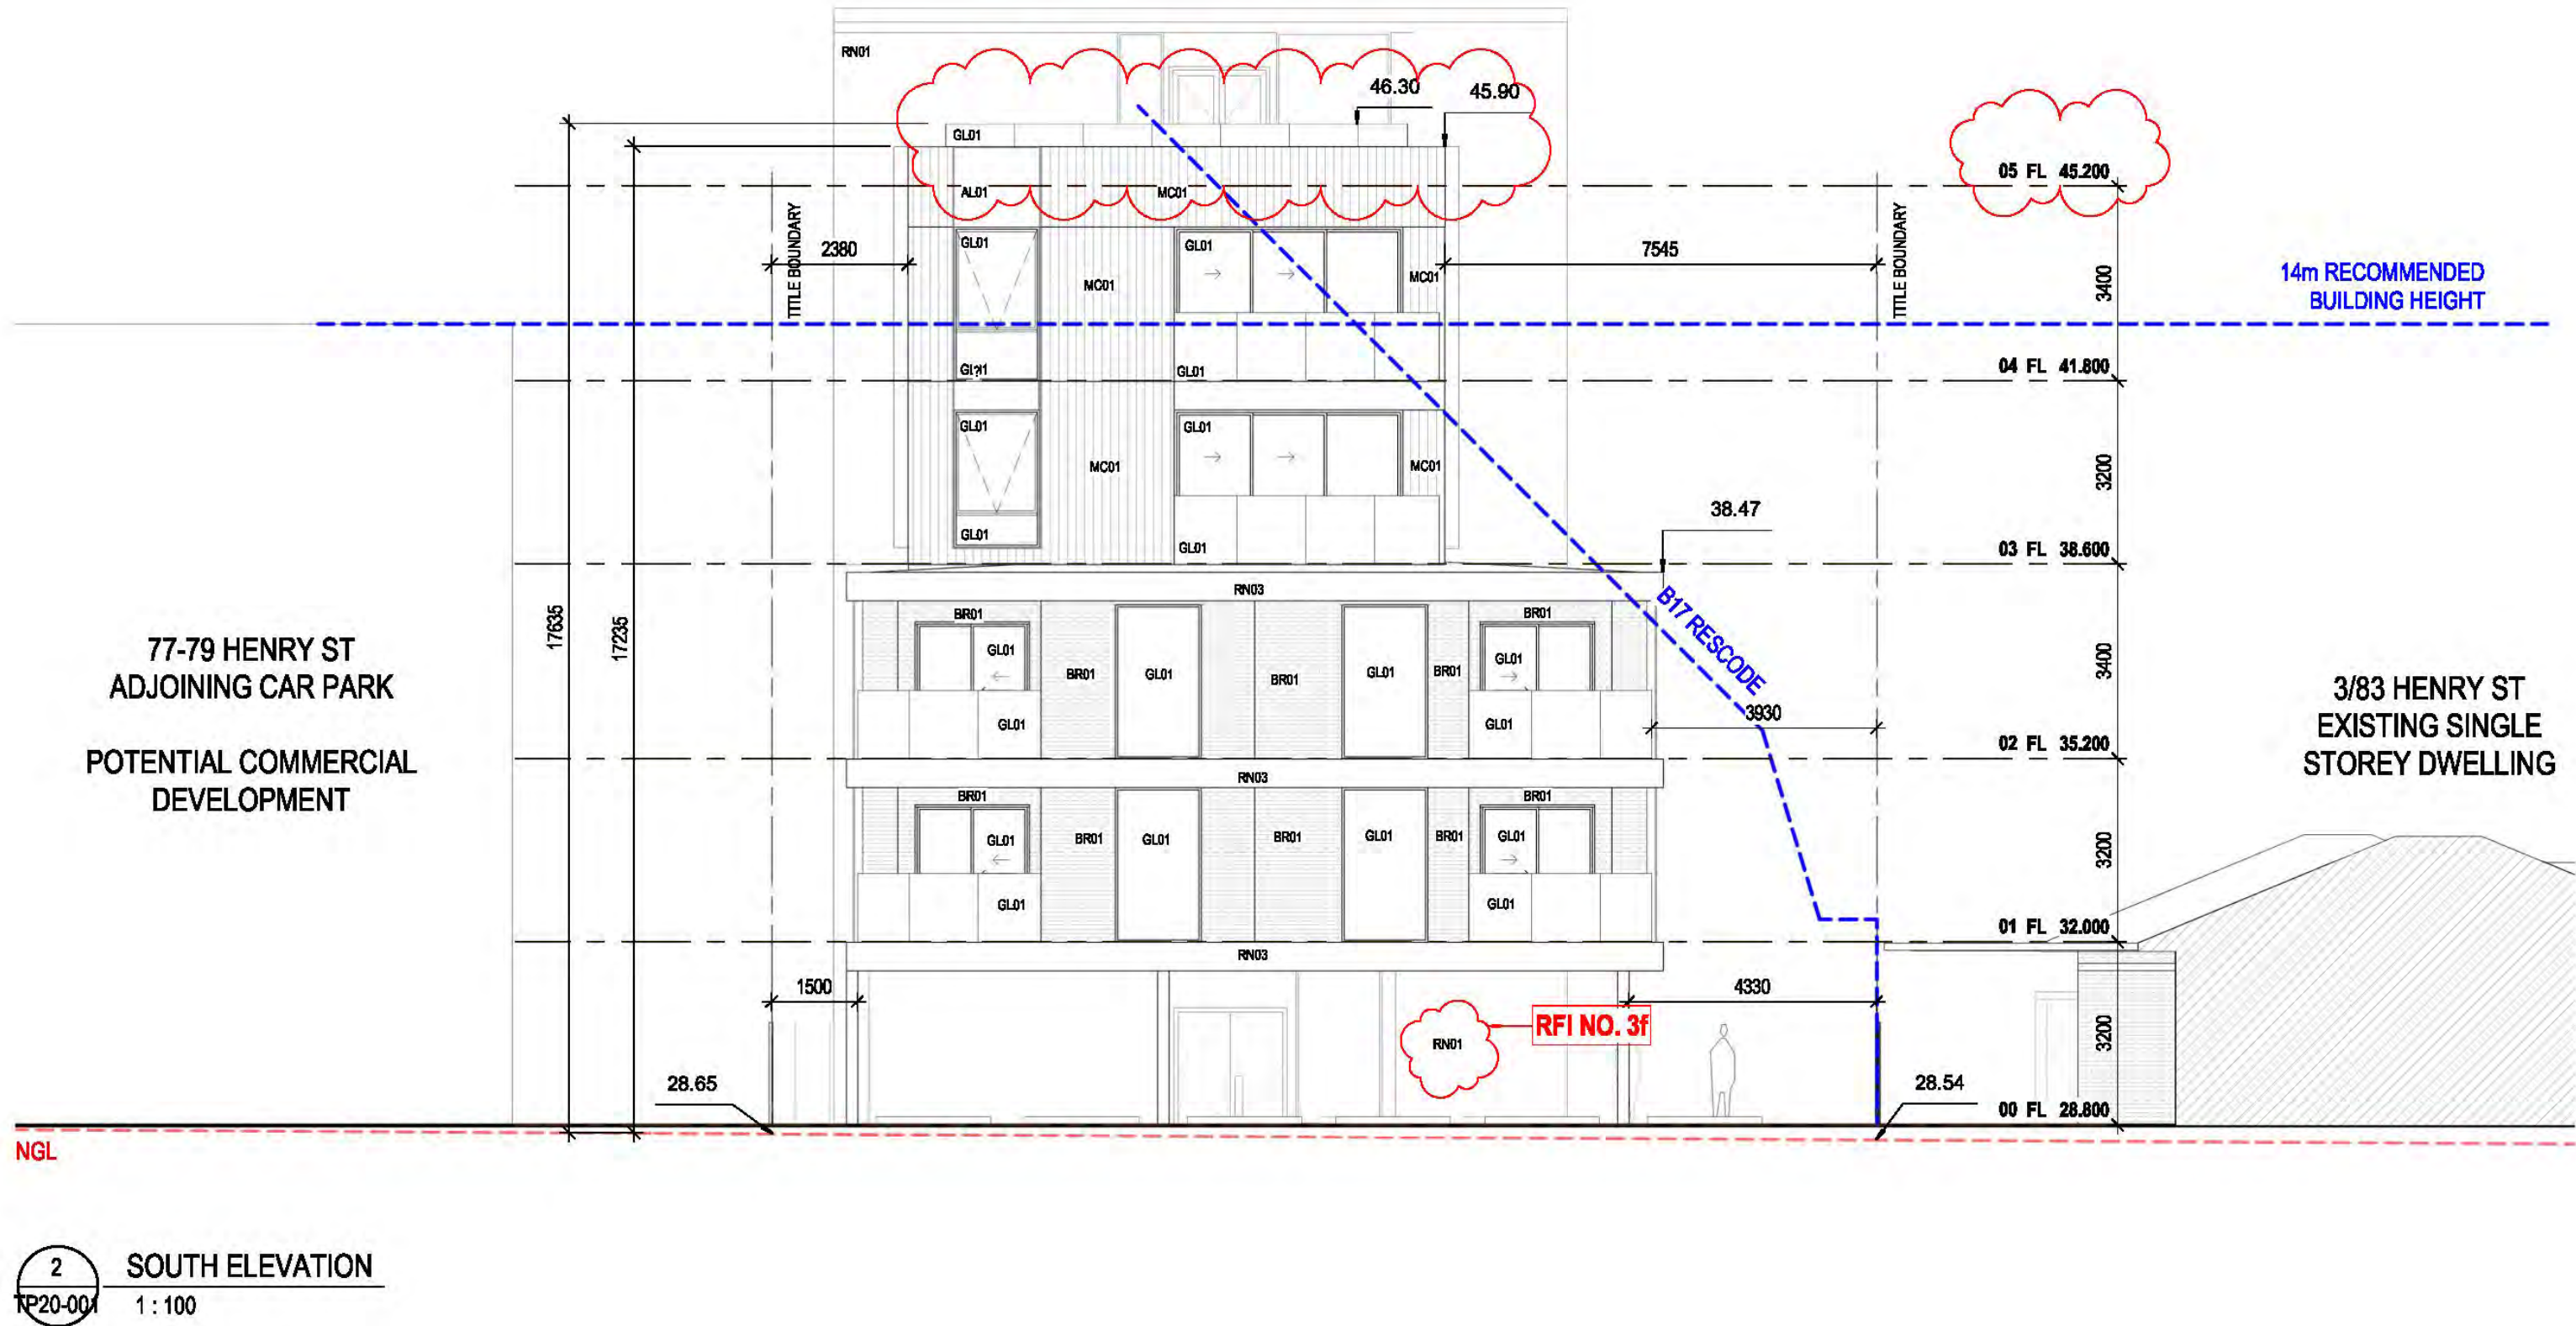 RN01
46.30
45.90
GL01
05 FL 45.200
AL01
MC01
TITLE BOUNDARY
2380
GL01
GL01
7545
TITLE BOUNDARY
14m RECOMMENDED
BUILDING HEIGHT
MC01
MC01
3400
GL01
04 FL 41.800
GL01
GL01
MC01
MC01
3200
38.47
GL01
GL01
03 FL 38.600
RN03
B17 RESCODE
17635
17235
BR01
BR01
77-79 HENRY ST
ADJOINING CAR PARK
POTENTIAL COMMERCIAL
DEVELOPMENT
GL01
BR01
GL01
BR01
GL01
BR01
GL01
3400
3/83 HENRY ST
EXISTING SINGLE
STOREY DWELLING
GL01
GL01
3930
02 FL 35.200
RN03
BR01
BR01
GL01
BR01
GL01
BR01
GL01
BR01
GL01
3200
GL01
GL01
01 FL 32.000
RN03
1500
4330
RN01
RFI NO. 3f
3200
28.65
28.54
00 FL 28.800
NGL
2
TP20-001
SOUTH ELEVATION
1 : 100